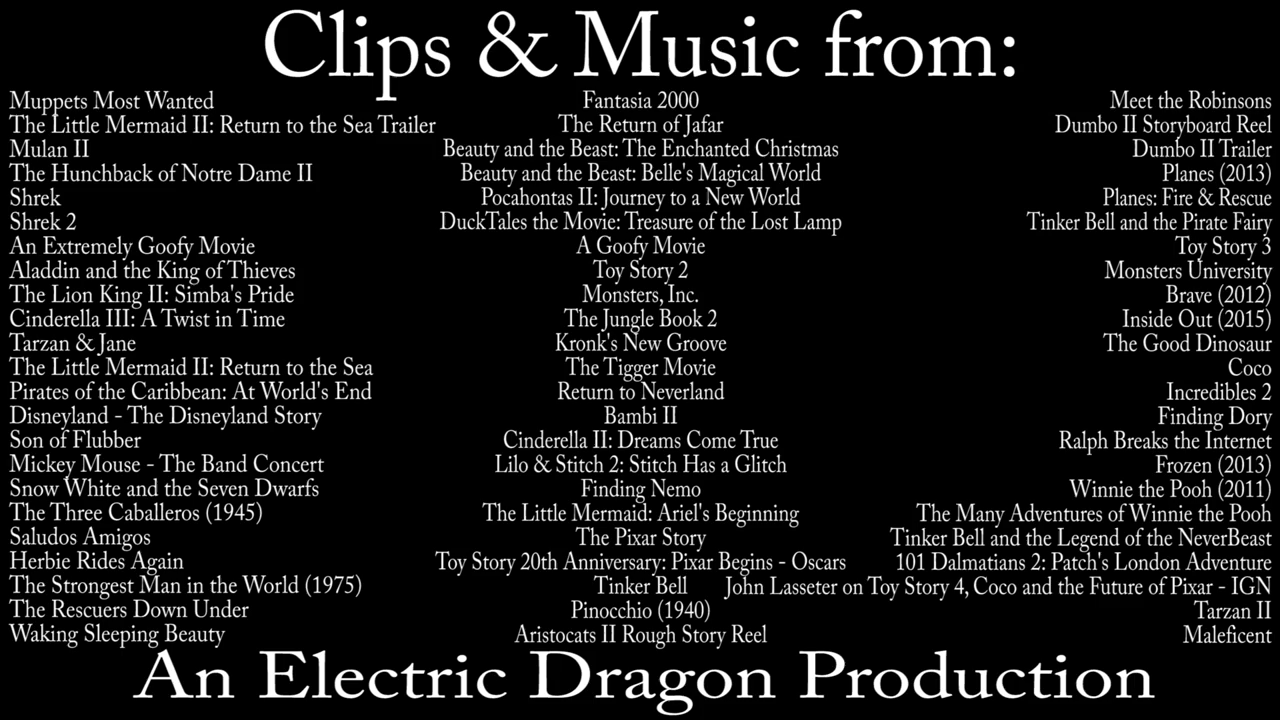 Clips & Music from:
Muppets Most Wanted
The Little Mermaid II: Return to the Sea Trailer
Mulan II
The Hunchback of Notre Dame II
Shrek
Shrek 2
An Extremely Goofy Movie
Aladdin and the King of Thieves
The Lion King II: Simba's Pride
Cinderella III: A Twist in Time
Tarzan & Jane
The Little Mermaid II: Return to the Sea
Pirates of the Caribbean: At World's End
Disneyland - The Disneyland Story
Son of Flubber
Mickey Mouse - The Band Concert
Snow White and the Seven Dwarfs
The Three Caballeros (1945)
Saludos Amigos
Herbie Rides Again
The Strongest Man in the World (1975)
The Rescuers Down Under
Waking Sleeping Beauty
Fantasia 2000
The Return of Jafar
Beauty and the Beast: The Enchanted Christmas
Beauty and the Beast: Belle's Magical World
Pocahontas II: Journey to a New World
DuckTales the Movie: Treasure of the Lost Lamp
A Goofy Movie
Toy Story 2
Monsters, Inc.
The Jungle Book 2
Kronk's New Groove
The Tigger Movie
Return to Neverland
Bambi II
Cinderella II: Dreams Come True
Lilo & Stitch 2: Stitch Has a Glitch
Finding Nemo
The Little Mermaid: Ariel's Beginning
The Pixar Story
Toy Story 20th Anniversary: Pixar Begins - Oscars
Tinker Bell
Pinocchio (1940)
Aristocats II Rough Story Reel
Meet the Robinsons
Dumbo II Storyboard Reel
Dumbo II Trailer
Planes (2013)
Planes: Fire & Rescue
Tinker Bell and the Pirate Fairy
Toy Story 3
Monsters University
Brave (2012)
Inside Out (2015)
The Good Dinosaur
Coco
Incredibles 2
Finding Dory
Ralph Breaks the Internet
Frozen (2013)
Winnie the Pooh (2011)
The Many Adventures of Winnie the Pooh
Tinker Bell and the Legend of the NeverBeast
101 Dalmatians 2: Patch's London Adventure
John Lasseter on Toy Story 4, Coco and the Future of Pixar - IGN
Tarzan II
Maleficent
An Electric Dragon Production